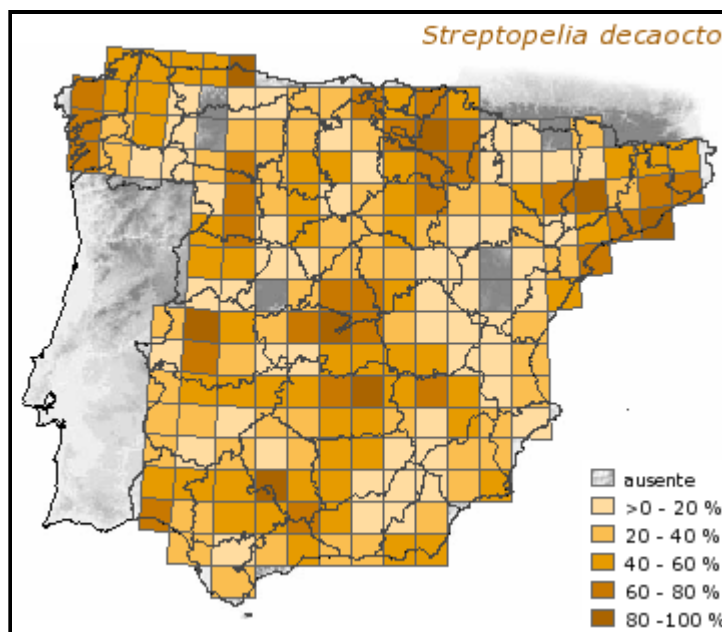 Streptopelia decaocto
ausente
>0 - 20 %
20 - 40 %
40 - 60 %
60 - 80 %
80 -100 %